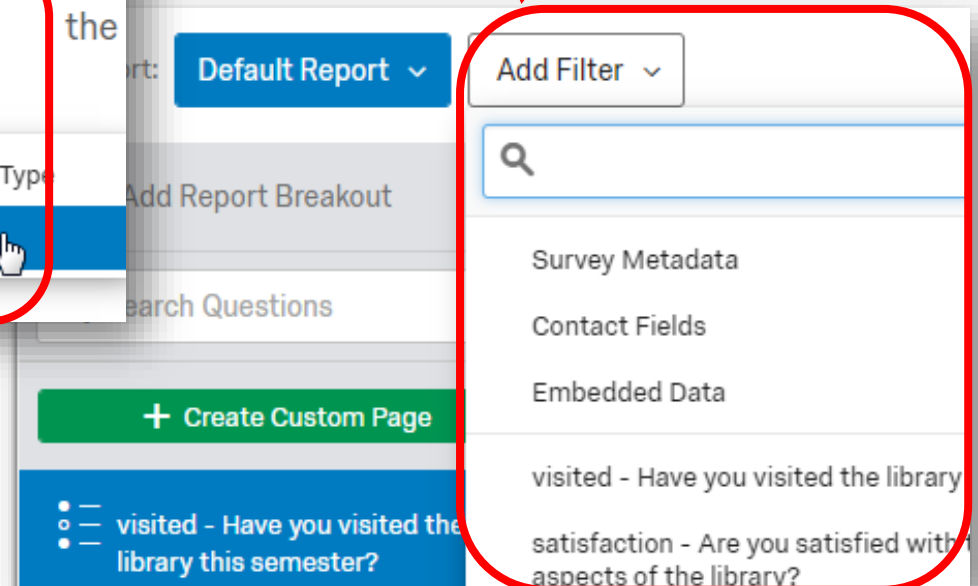 the
rt:
Default Report
Add Filter
Type
Add Report Breakout
Survey Metadata
earch Questions
Contact Fields
Embedded Data
+ Create Custom Page
visited - Have you visited the library
visited - Have you visited the
library this semester?
satisfaction - Are you satisfied with t
aspects of the library?